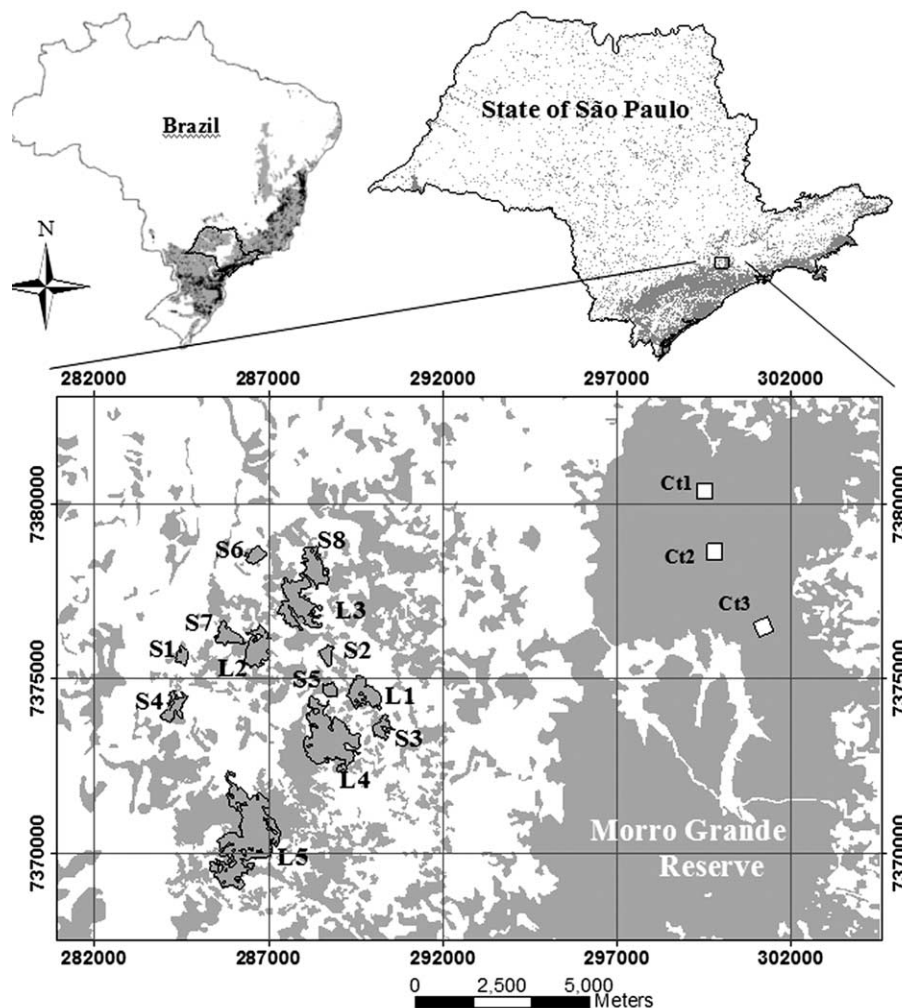 Brazil
State of São Paulo
N
282000 287000 292000 297000 302000
7380000 7380000
7375000 7375000
7370000 7370000
Ct1
Ct2
Ct3
S6
S8
L3
S7
S1
L2
S2
S5
L1
S4
S3
L4
L5
Morro Grande
Reserve
282000 287000 292000 297000 302000
0 2,500 5,000
Meters